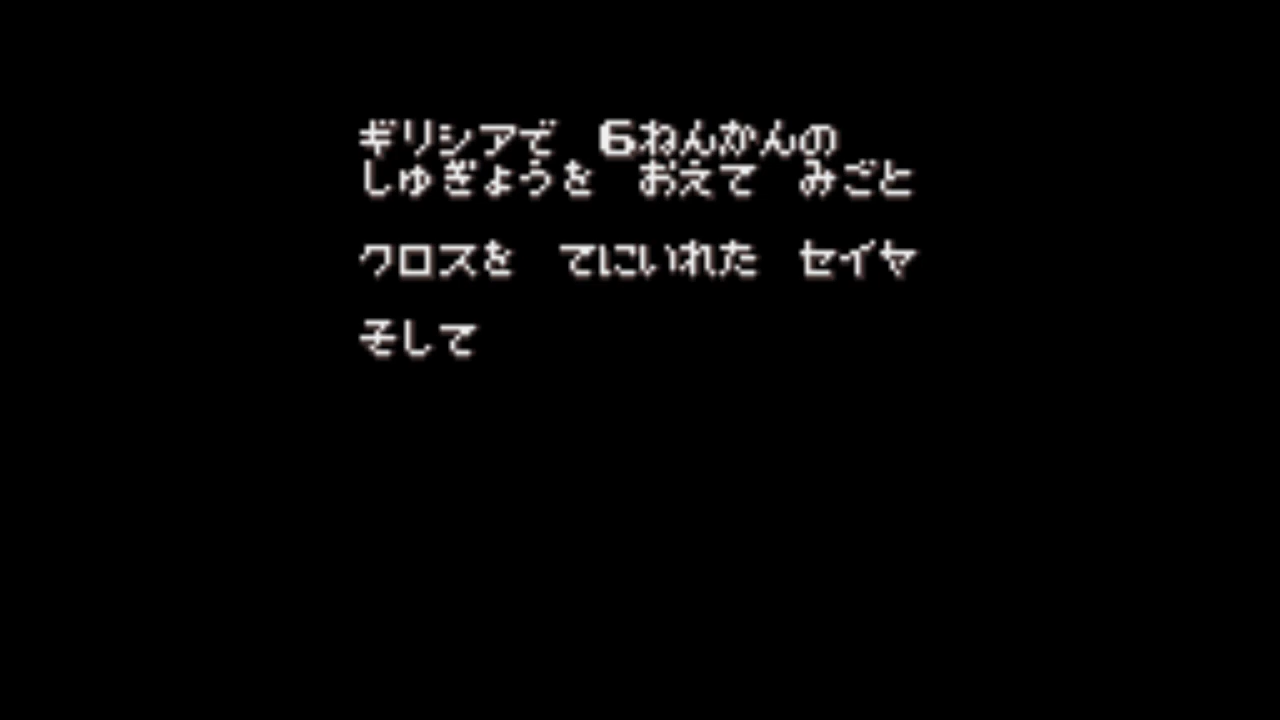 ギリシアで　6ねんかんの
しゅぎょうを　おえて　みごと
クロスを　てにいれた　セイヤ
そして